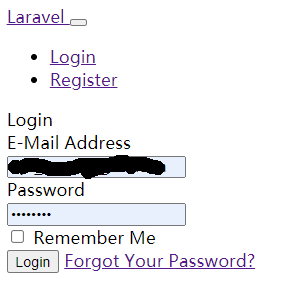 Laravel
Login
Register
Login
E-Mail Address
Password
••••••••
Remember Me
Login Forgot Your Password?